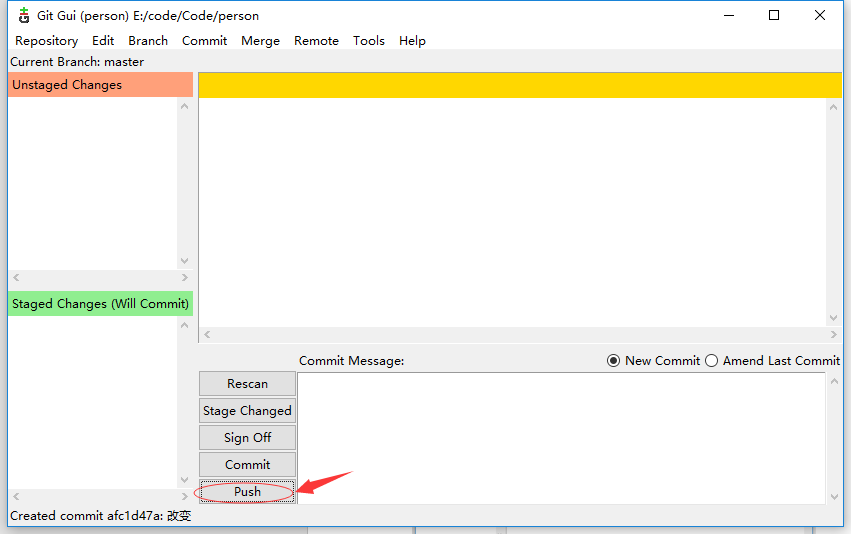 Git Gui (person) E:/code/Code/person
Repository Edit Branch Commit Merge Remote Tools Help
Current Branch: master
Unstaged Changes
Staged Changes (Will Commit)
Commit Message:
New Commit
Amend Last Commit
Rescan
Stage Changed
Sign Off
Commit
Push
Created commit afc1d47a: 改变